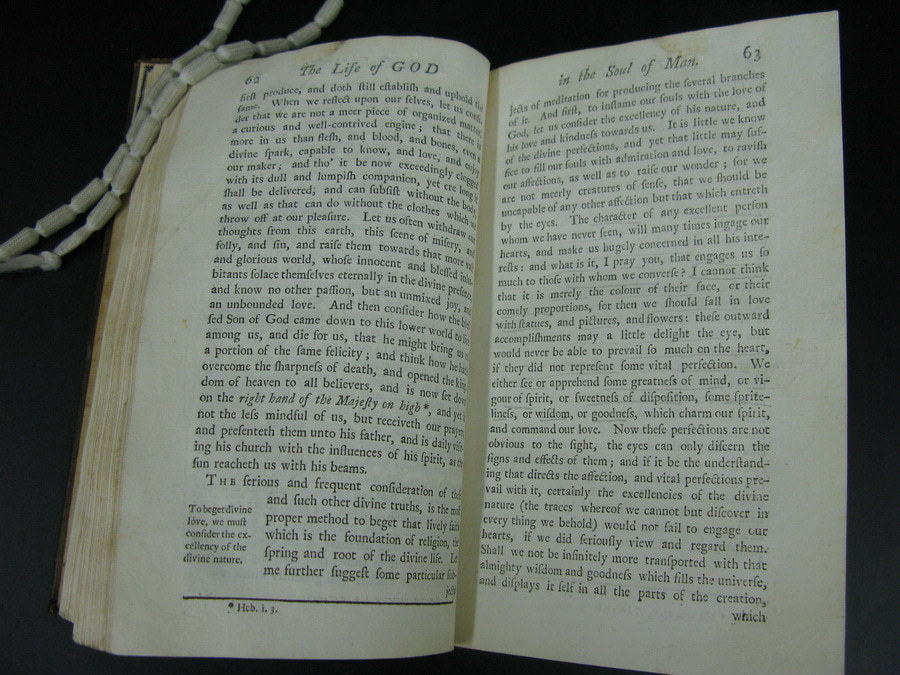 62
The Life of GOD
first produce, and doth still establish and uphold the
same. When we reflect upon our selves, let us consi-
der that we are not a meer piece of organized matter,
a curious and well-contrived engine; that there is
more in us than flesh, and blood, and bones, even a
divine spark, capable to know, and love, and enjoy
our maker; and tho' it be now exceedingly clogged
with its dull and lumpish companion, yet ere long it
shall be delivered, and can subsist without the body,
as well as that can do without the clothes which we
throw off at our pleasure. Let us often withdraw our
thoughts from this earth, this scene of misery, and
folly, and sin, and raise them towards that more
and glorious world, whose innocent and blessed inha-
bitants solace themselves eternally in the divine presence,
and know no other passion, but an unmixed joy, and
an unbounded love. And then consider how the bles-
sed Son of God came down to this lower world to live
among us, and die for us, that he might bring us to
a portion of the same felicity; and think how he hath
overcome the sharpness of death, and opened the king-
dom of heaven to all believers, and is now set down
on the right hand of the Majesty on high*, and yet is
not the less mindful of us, but receiveth our prayers,
and presenteth them unto his father, and is daily visit-
ing his church with the influences of his spirit, as the
sun reacheth us with his beams.
THE serious and frequent consideration of these
and such other divine truths, is the most
proper method to beget that lively faith
which is the foundation of religion, the
spring and root of the divine life. Let
me further suggest some particular sub-
jects
To beget divine
love, we must
consider the ex-
cellency of the
divine nature.
* Heb. i. 3.
in the Soul of Man.
63
jects of meditation for producing the several branches
of it. And first, to inflame our souls with the love of
God, let us consider the excellency of his nature, and
his love and kindness towards us. It is little we know
of the divine perfections, and yet that little may suf-
fice to fill our souls with admiration and love, to ravish
our affections, as well as to raise our wonder; for we
are not meerly creatures of sense, that we should be
uncapable of any other affection but that which entreth
by the eyes. The character of any excellent person
whom we have never seen, will many times ingage our
hearts, and make us hugely concerned in all his inte-
rests: and what is it, I pray you, that engages us so
much to those with whom we converse? I cannot think
that it is merely the colour of their face, or their
comely proportions, for then we should fall in love
with statues, and pictures, and flowers: these outward
accomplishments may a little delight the eye, but
would never be able to prevail so much on the heart,
if they did not represent some vital perfection. We
either see or apprehend some greatness of mind, or vi-
gour of spirit, or sweetness of disposition, some sprite-
liness, or wisdom, or goodness, which charm our spirit,
and command our love. Now these perfections are not
obvious to the sight, the eyes can only discern the
signs and effects of them; and if it be the understand-
ing that directs the affection, and vital perfections pre-
vail with it, certainly the excellencies of the divine
nature (the traces whereof we cannot but discover in
every thing we behold) would not fail to engage our
hearts, if we did seriously view and regard them.
Shall we not be infinitely more transported with that
almighty wisdom and goodness which fills the universe,
and displays it self in all the parts of the creation,
which